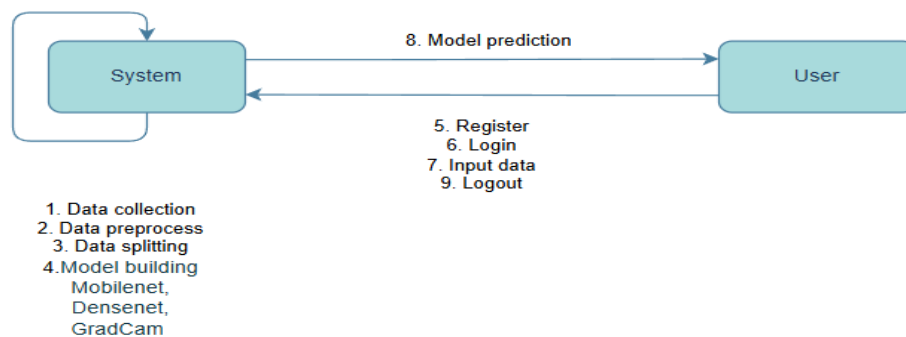 8. Model prediction
System
User
5. Register
6. Login
7. Input data
9. Logout
1. Data collection
2. Data preprocess
3. Data splitting
4.Model building
Mobilenet,
Densenet,
GradCam